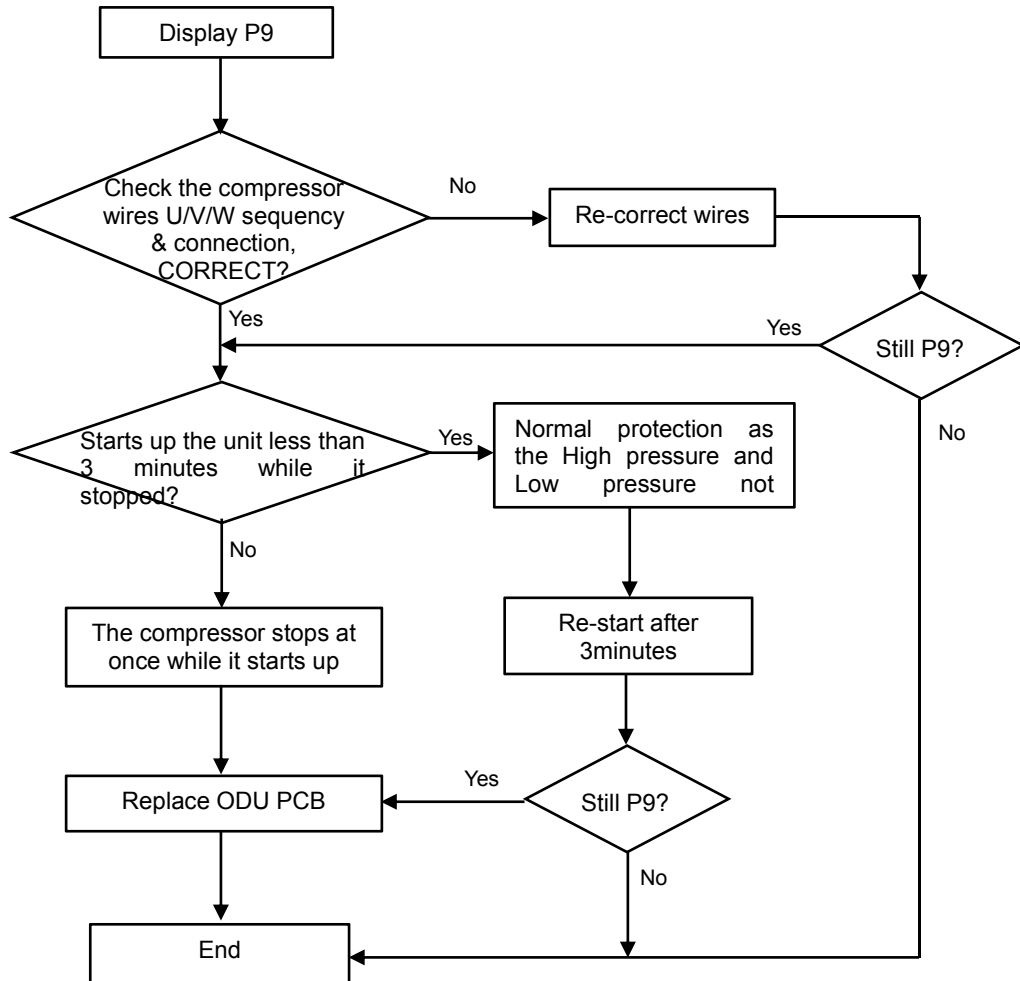 Display P9
Check the compressor
wires U/V/W sequency
& connection,
CORRECT?
No
Re-correct wires
Yes
Yes
Still P9?
No
Starts up the unit less than
3 minutes while it
stopped?
Yes
Normal protection as
the High pressure and
Low pressure not
No
The compressor stops at
once while it starts up
Re-start after
3minutes
Replace ODU PCB
Yes
Still P9?
No
End